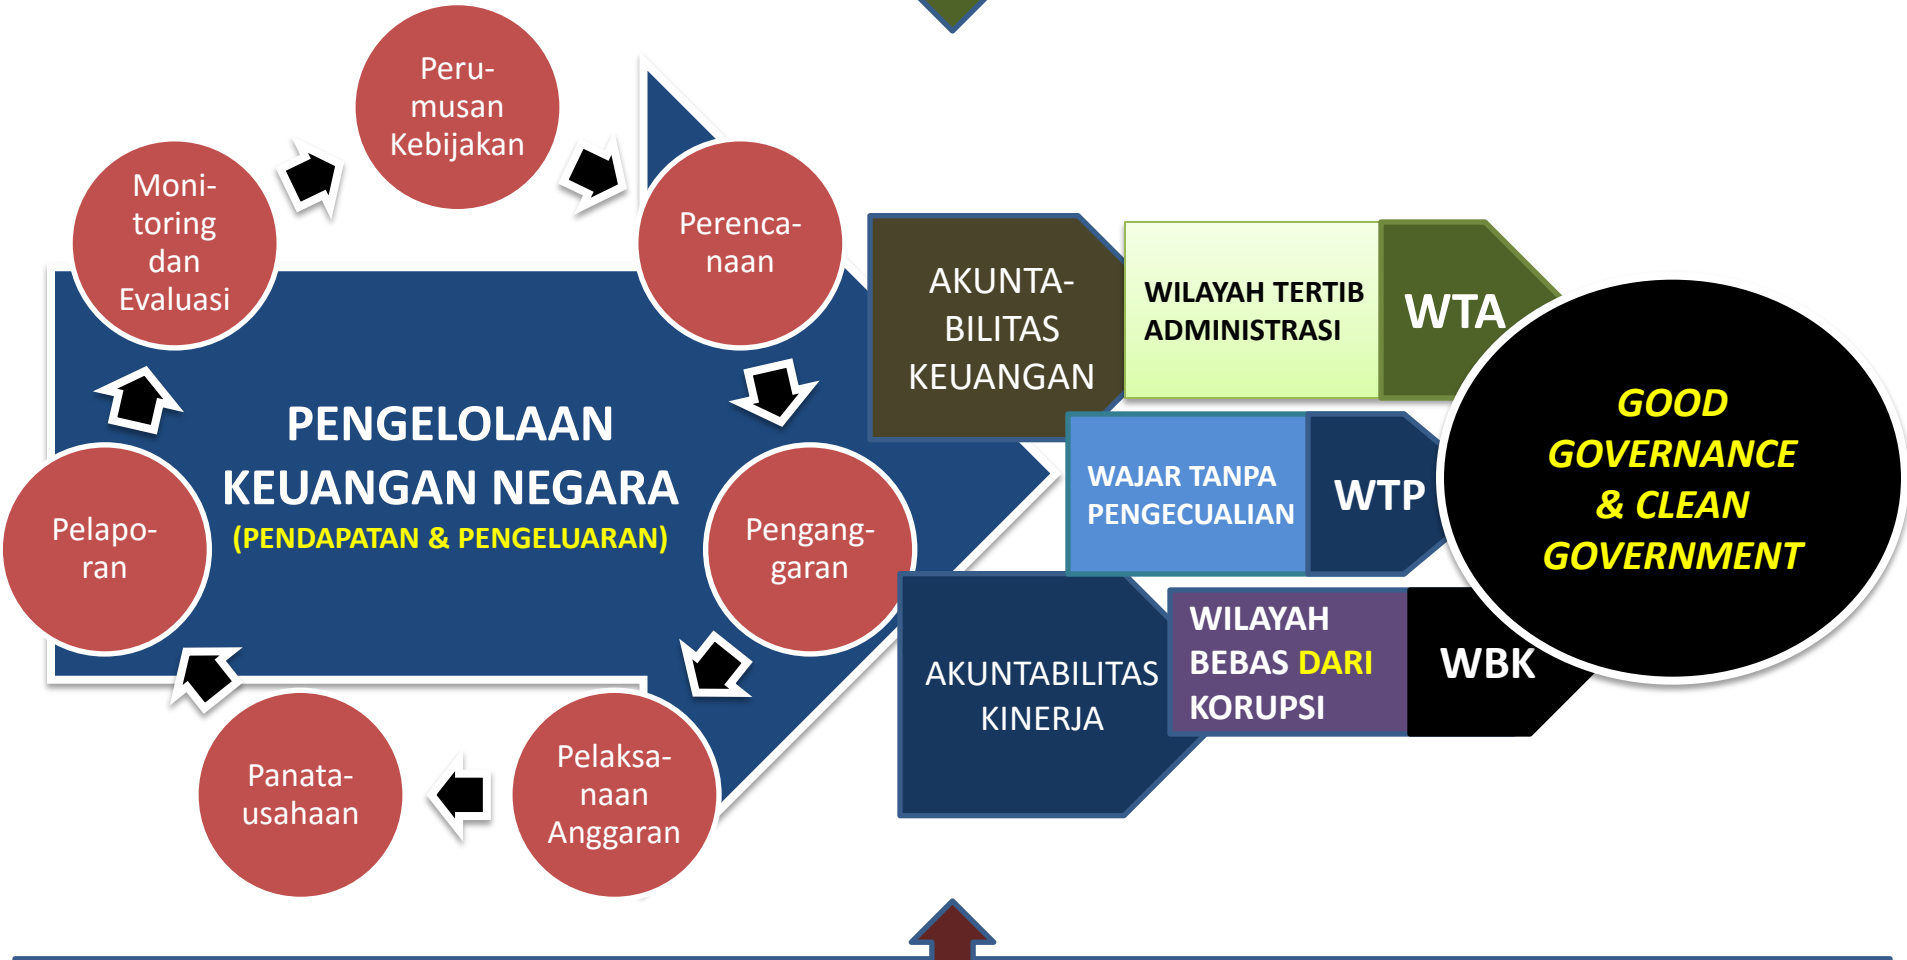 Peru-
musan
Kebijakan
Perenca-
naan
Pengang-
garan
Pelaksa-
naan
Anggaran
Panata-
usahaan
Pelapo-
ran
Moni-
toring
dan
Evaluasi
PENGELOLAAN
KEUANGAN NEGARA
(PENDAPATAN & PENGELUARAN)
AKUNTA-
BILITAS
KEUANGAN
WILAYAH TERTIB
ADMINISTRASI
WTA
WAJAR TANPA
PENGECUALIAN
WTP
AKUNTABILITAS
KINERJA
WILAYAH
BEBAS DARI
KORUPSI
WBK
GOOD
GOVERNANCE
& CLEAN
GOVERNMENT